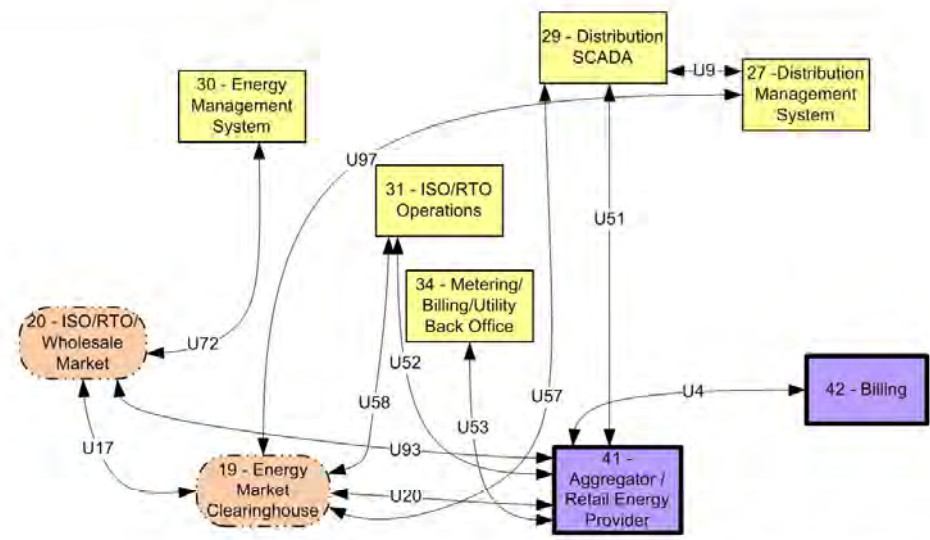 29 - Distribution
SCADA
U9
27 -Distribution
Management
System
30 - Energy
Management
System
U97
31 - ISO/RTO
Operations
U51
34 - Metering/
Billing/Utility
Back Office
20 - ISO/RTO/
Wholesale
Market
U72
U52
U58
U57
U53
U4
42 - Billing
U17
U93
19 - Energy
Market
Clearinghouse
U20
41 -
Aggregator /
Retail Energy
Provider